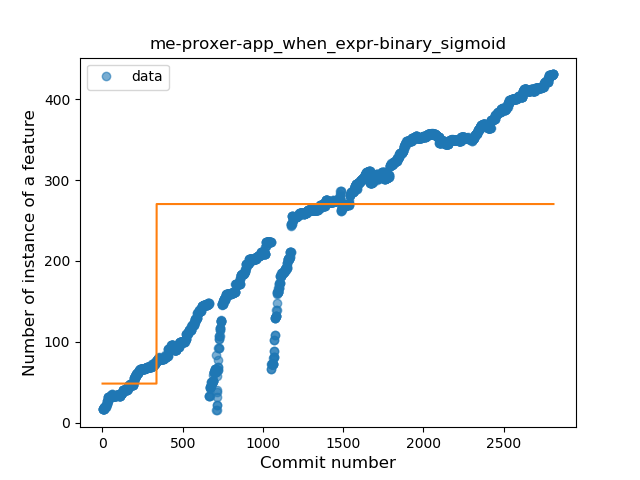 me-proxer-app_when_expr-binary_sigmoid
data
Number of instance of a feature
400
300
200
100
0
0 500 1000 1500 2000 2500
Commit number